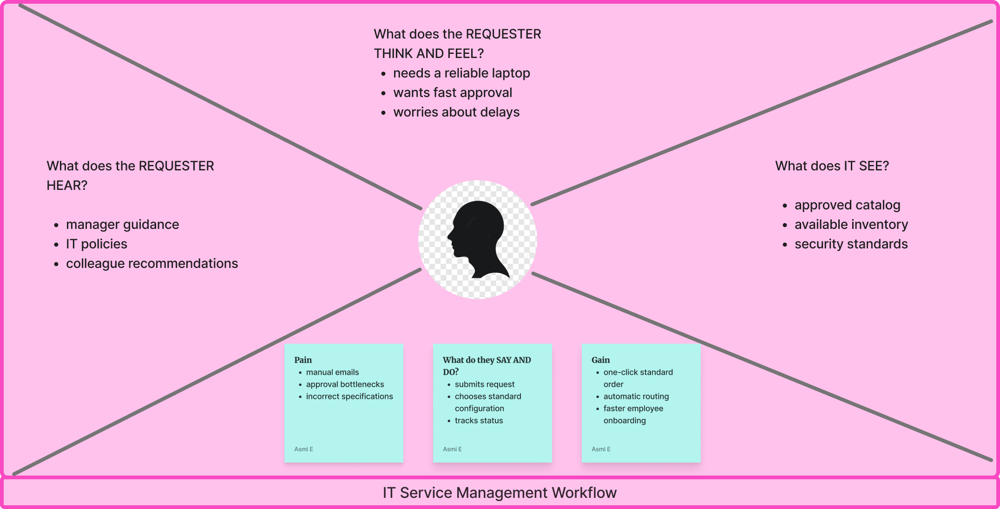 What does the REQUESTER
THINK AND FEEL?
• needs a reliable laptop
• wants fast approval
• worries about delays
What does the REQUESTER
HEAR?
• manager guidance
• IT policies
• colleague recommendations
What does IT SEE?
• approved catalog
• available inventory
• security standards
Pain
• manual emails
• approval bottlenecks
• incorrect specifications
Asmi E
What do they SAY AND
DO?
• submits request
• chooses standard
configuration
• tracks status
Asmi E
Gain
• one-click standard
order
• automatic routing
• faster employee
onboarding
Asmi E
IT Service Management Workflow